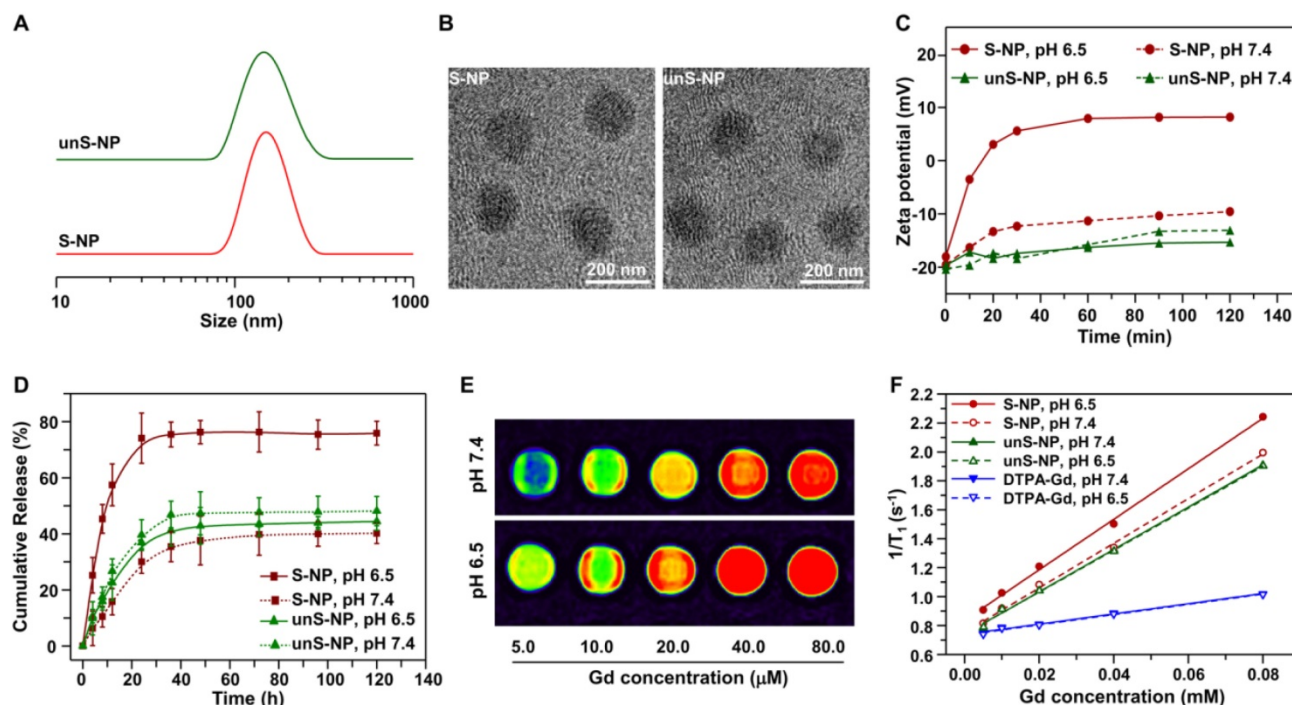 A
unS-NP
S-NP
10 100 1000
Size (nm)
B
S-NP
unS-NP
200 nm
200 nm
C
S-NP, pH 6.5
S-NP, pH 7.4
unS-NP, pH 6.5
unS-NP, pH 7.4
20
20
10
0
-10
-20
Zeta potential (mV)
0 20 40 60 80 100 120 140
Time (min)
D
80
60
40
20
0
Cumulative Release (%)
S-NP, pH 6.5
S-NP, pH 7.4
unS-NP, pH 6.5
unS-NP, pH 7.4
0 20 40 60 80 100 120 140
Time (h)
E
pH 7.4
pH 6.5
5.0 10.0 20.0 40.0 80.0
Gd concentration (μM)
F
S-NP, pH 6.5
S-NP, pH 7.4
unS-NP, pH 7.4
unS-NP, pH 6.5
DTPA-Gd, pH 7.4
DTPA-Gd, pH 6.5
2.2
2.2
2.0
1.8
1.6
1.4
1.2
1.0
0.8
0.6
1/T₁ (s⁻¹)
0.00 0.02 0.04 0.06 0.08
Gd concentration (mM)